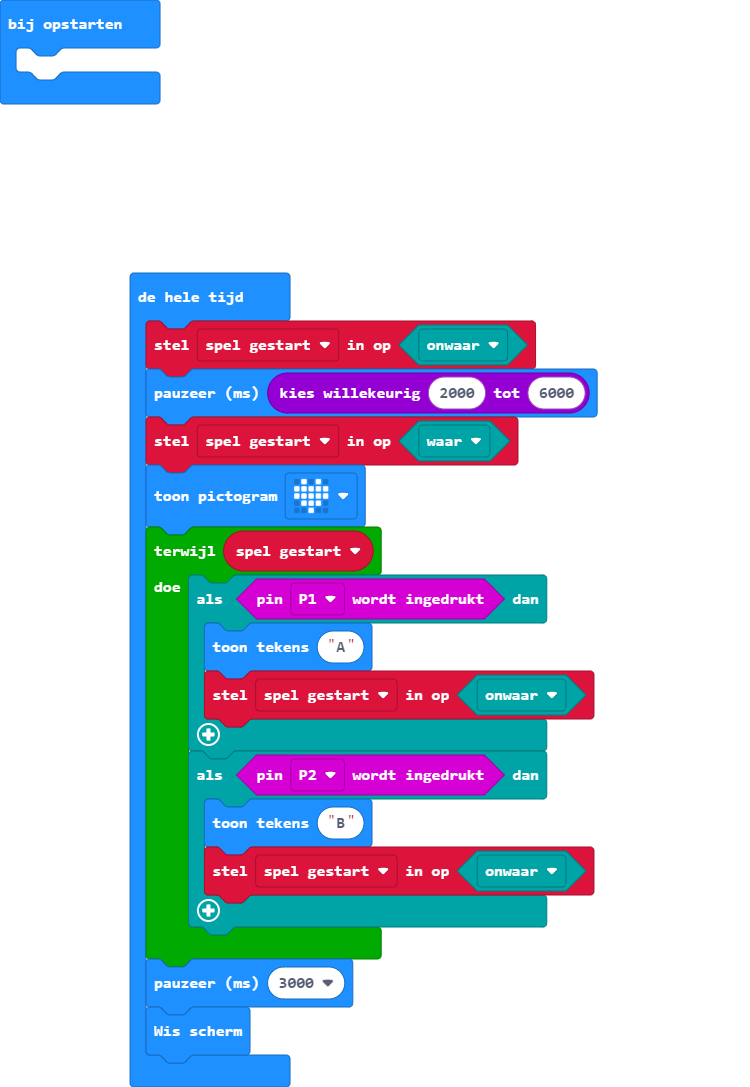 bij opstarten
de hele tijd
stel spel gestart in op onwaar
pauzeer (ms) kies willekeurig 2000 tot 6000
stel spel gestart in op waar
toon pictogram
terwijl spel gestart
doe als pin P1 wordt ingedrukt dan
toon tekens "A"
stel spel gestart in op onwaar
als pin P2 wordt ingedrukt dan
toon tekens "B"
stel spel gestart in op onwaar
pauzeer (ms) 3000
Wis scherm